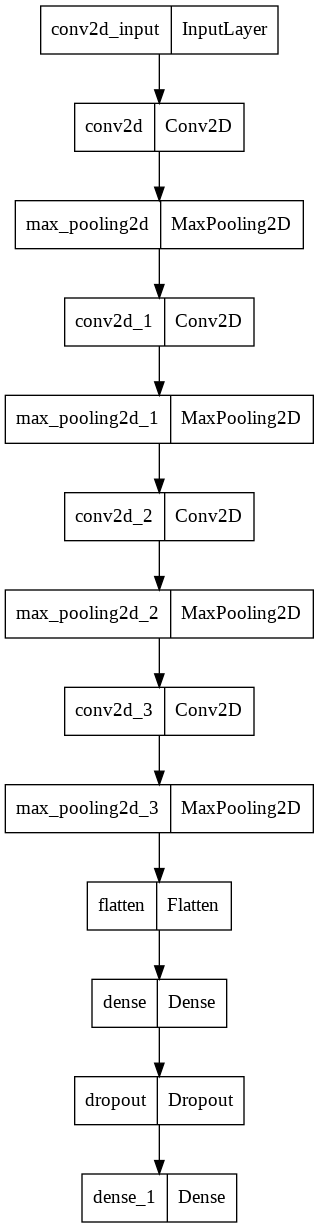 conv2d_input InputLayer
conv2d Conv2D
max_pooling2d MaxPooling2D
conv2d_1 Conv2D
max_pooling2d_1 MaxPooling2D
conv2d_2 Conv2D
max_pooling2d_2 MaxPooling2D
conv2d_3 Conv2D
max_pooling2d_3 MaxPooling2D
flatten Flatten
dense Dense
dropout Dropout
dense_1 Dense